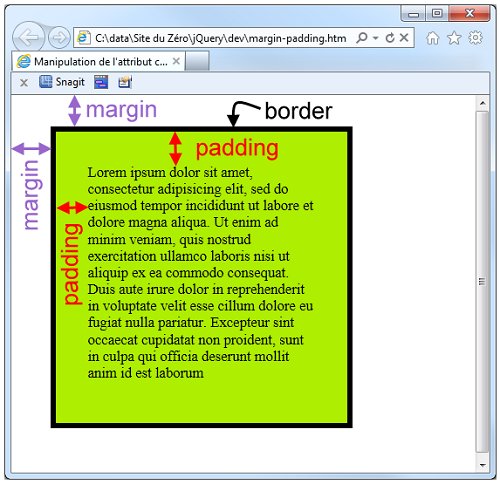 C:\data\Site du Zéro\jQuery\dev\margin-padding.htm
Manipulation de l'attribut c...
Snagit
margin
border
padding
margin
padding
Lorem ipsum dolor sit amet,
consectetur adipisicing elit, sed do
eiusmod tempor incididunt ut labore et
dolore magna aliqua. Ut enim ad
minim veniam, quis nostrud
exercitation ullamco laboris nisi ut
aliquip ex ea commodo consequat.
Duis aute irure dolor in reprehenderit
in voluptate velit esse cillum dolore eu
fugiat nulla pariatur. Excepteur sint
occaecat cupidatat non proident, sunt
in culpa qui officia deserunt mollit
anim id est laborum